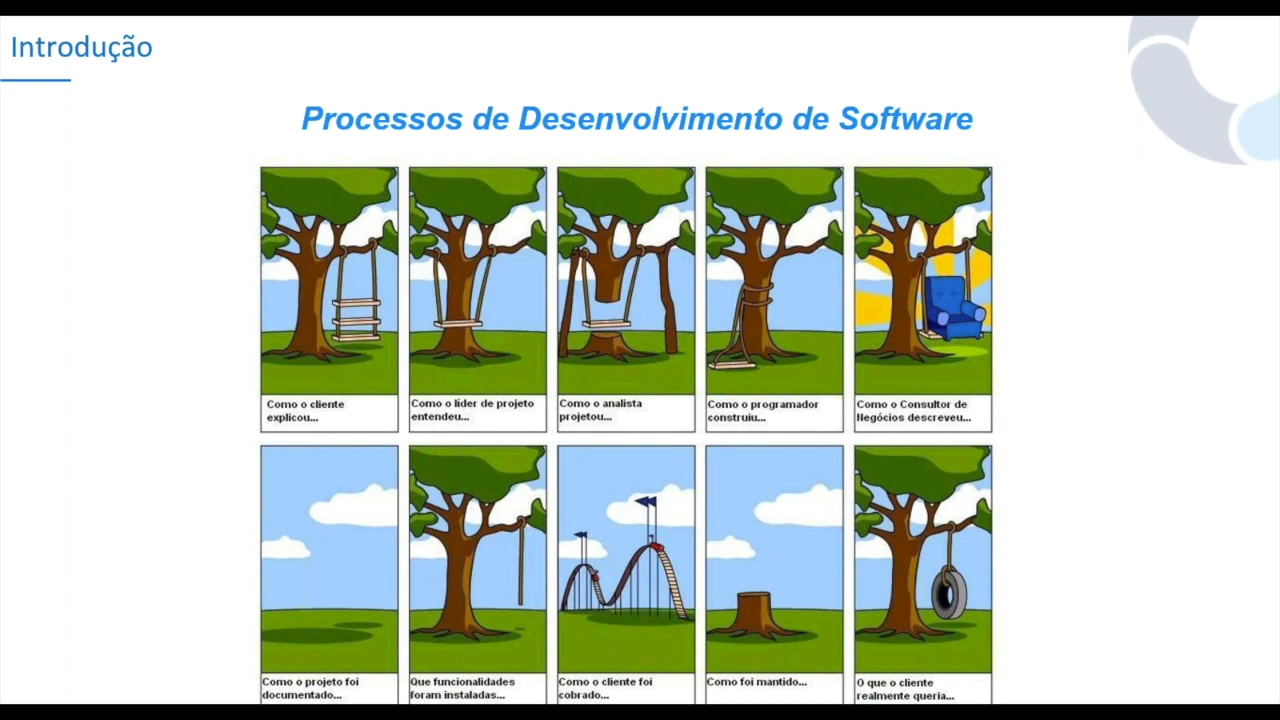 Introdução
Processos de Desenvolvimento de Software
Como o cliente
explicou...
Como o líder de projeto
entendeu...
Como o analista
projetou...
Como o programador
construiu...
Como o Consultor de
Negócios descreveu...
Como o projeto foi
documentado...
Que funcionalidades
foram instaladas...
Como o cliente foi
cobrado...
Como foi mantido...
O que o cliente
realmente queria...